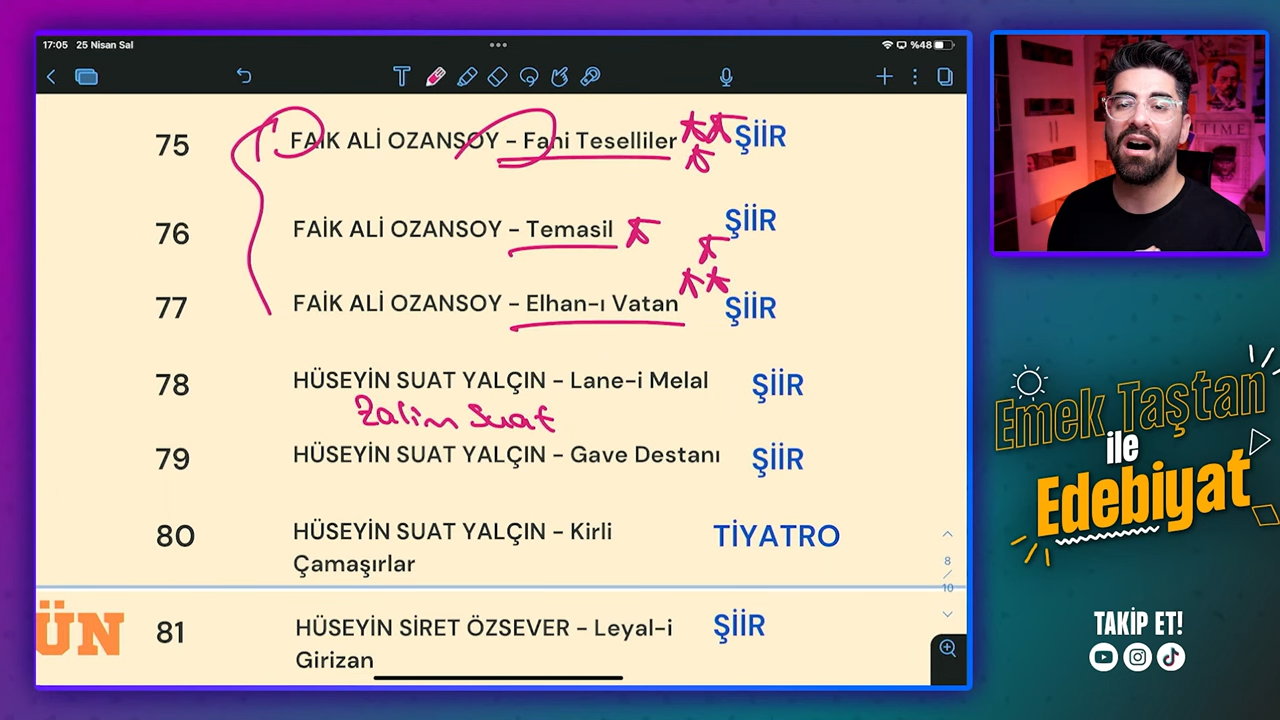 17:05 25 Nisan Sal
%48
75 FAİK ALİ OZANSOY - Fani Teselliler ŞİİR
76 FAİK ALİ OZANSOY - Temasil ŞİİR
77 FAİK ALİ OZANSOY - Elhan-ı Vatan ŞİİR
78 HÜSEYİN SUAT YALÇIN - Lane-i Melal ŞİİR
Zalim Suat
79 HÜSEYİN SUAT YALÇIN - Gave Destanı ŞİİR
80 HÜSEYİN SUAT YALÇIN - Kirli
Çamaşırlar
TİYATRO
8
/
10
ÜN
81 HÜSEYİN SİRET ÖZSEVER - Leyal-i
Girizan
ŞİİR
TIME
Emek Taştan
ile
Edebiyat
TAKİP ET!